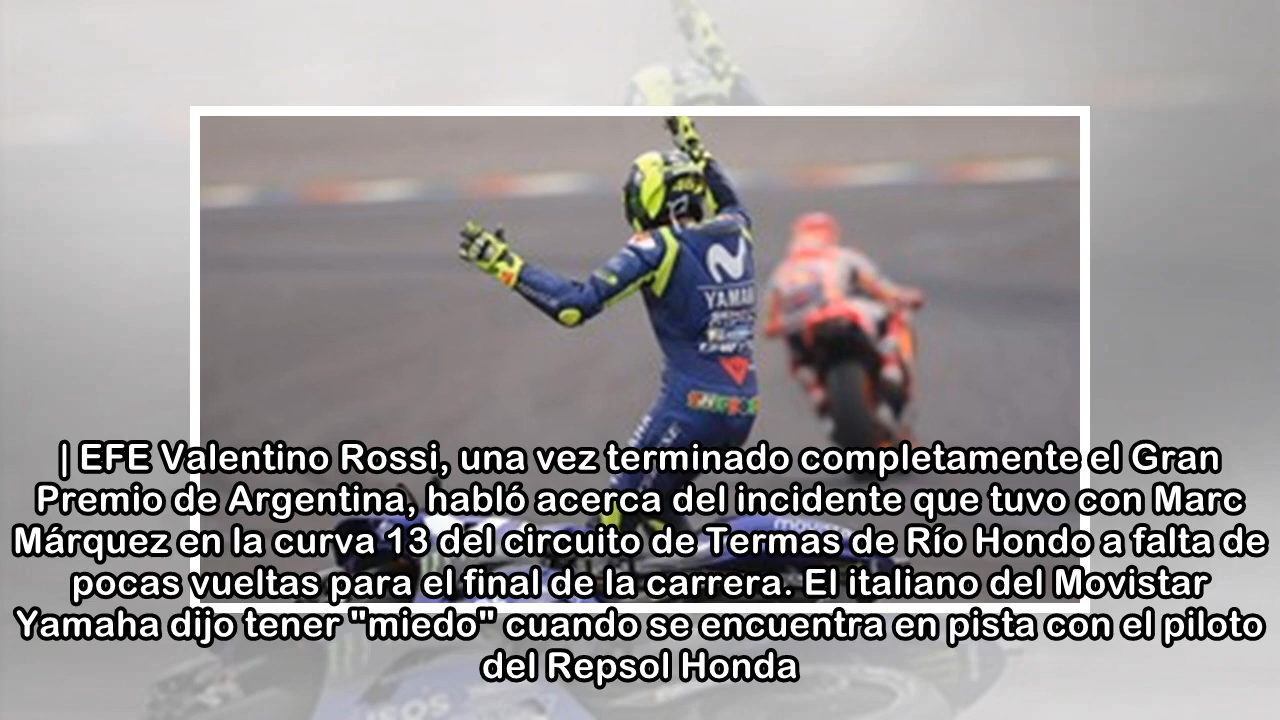 YAMAHA
| EFE Valentino Rossi, una vez terminado completamente el Gran
Premio de Argentina, habló acerca del incidente que tuvo con Marc
Márquez en la curva 13 del circuito de Termas de Río Hondo a falta de
pocas vueltas para el final de la carrera. El italiano del Movistar
Yamaha dijo tener "miedo" cuando se encuentra en pista con el piloto
del Repsol Honda